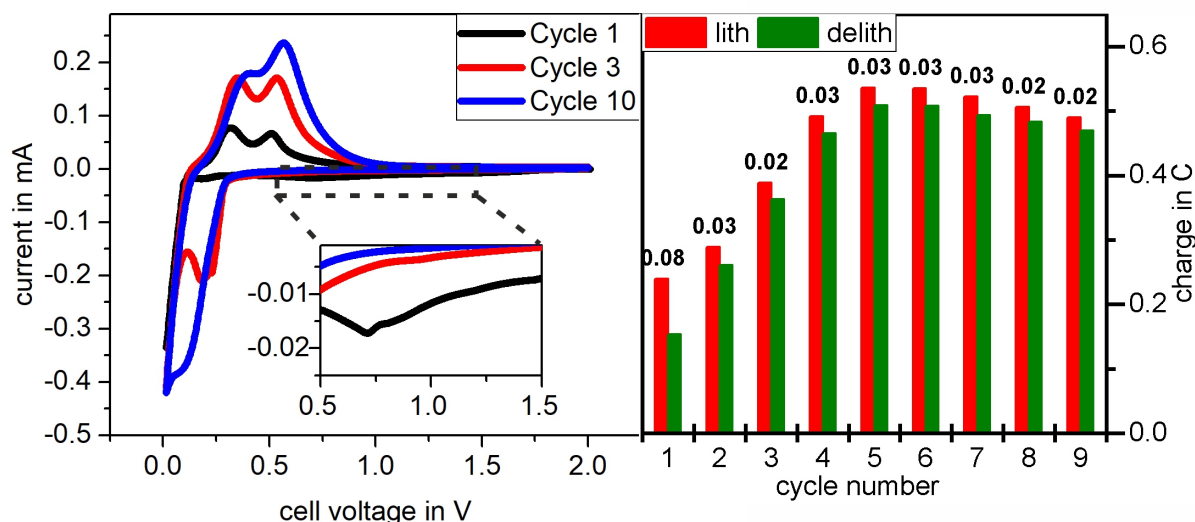 Cycle 1
Cycle 3
Cycle 10
0.2
0.1
0.0
-0.1
-0.2
-0.3
-0.4
-0.5
current in mA
-0.01
-0.02
0.5 1.0 1.5
0.0 0.5 1.0 1.5 2.0
cell voltage in V
lith delith
0.08 0.03 0.02 0.03 0.03 0.03 0.03 0.02 0.02
0.6
0.4
0.2
0.0
charge in C
1 2 3 4 5 6 7 8 9
cycle number